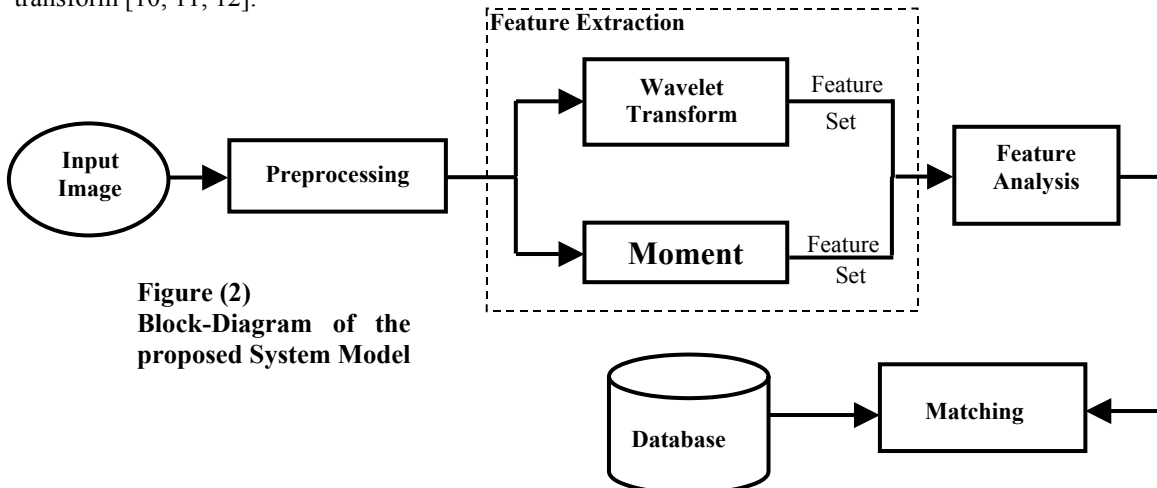 transform [10, 11, 12].
Feature Extraction
Wavelet
Transform
Feature
Set
Input
Image
Preprocessing
Feature
Analysis
Moment
Feature
Set
Figure (2)
Block-Diagram of the
proposed System Model
Database
Matching